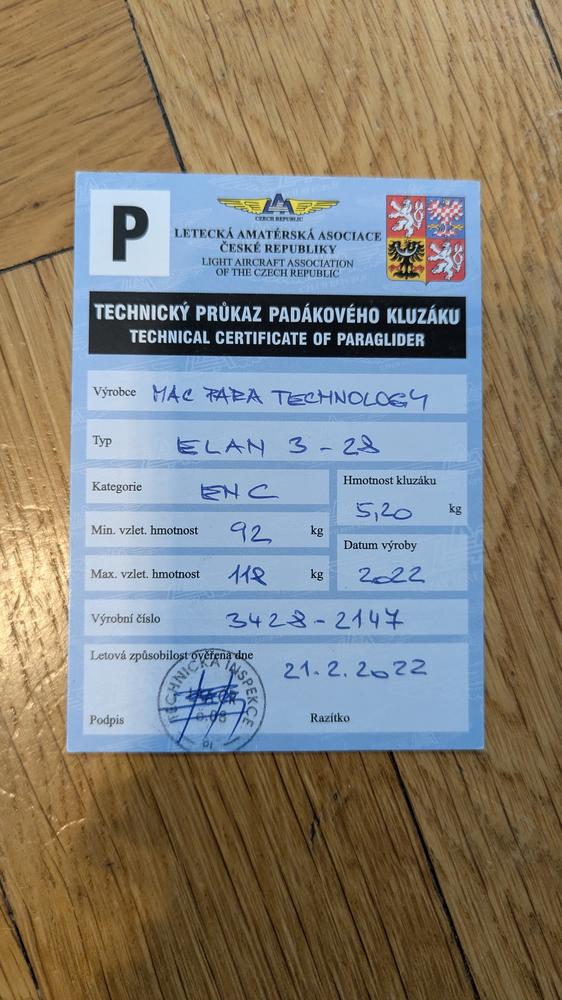 P
CZECH REPUBLIC
LETECKÁ AMATÉRSKÁ ASOCIACE
ČESKÉ REPUBLIKY
LIGHT AIRCRAFT ASSOCIATION
OF THE CZECH REPUBLIC
TECHNICKÝ PRŮKAZ PADÁKOVÉHO KLUZÁKU
TECHNICAL CERTIFICATE OF PARAGLIDER
Výrobce MAC PARA TECHNOLOGY
Typ ELAN 3 - 28
Kategorie EN C
Hmotnost kluzáku
5,20 kg
Min. vzlet. hmotnost 92 kg
Datum výroby
2022
Max. vzlet. hmotnost 118 kg
Výrobní číslo 3428-2147
Letová způsobilost ověřena dne
21.2.2022
TECHNICKÁ INSPEKCE
Podpis
Razítko